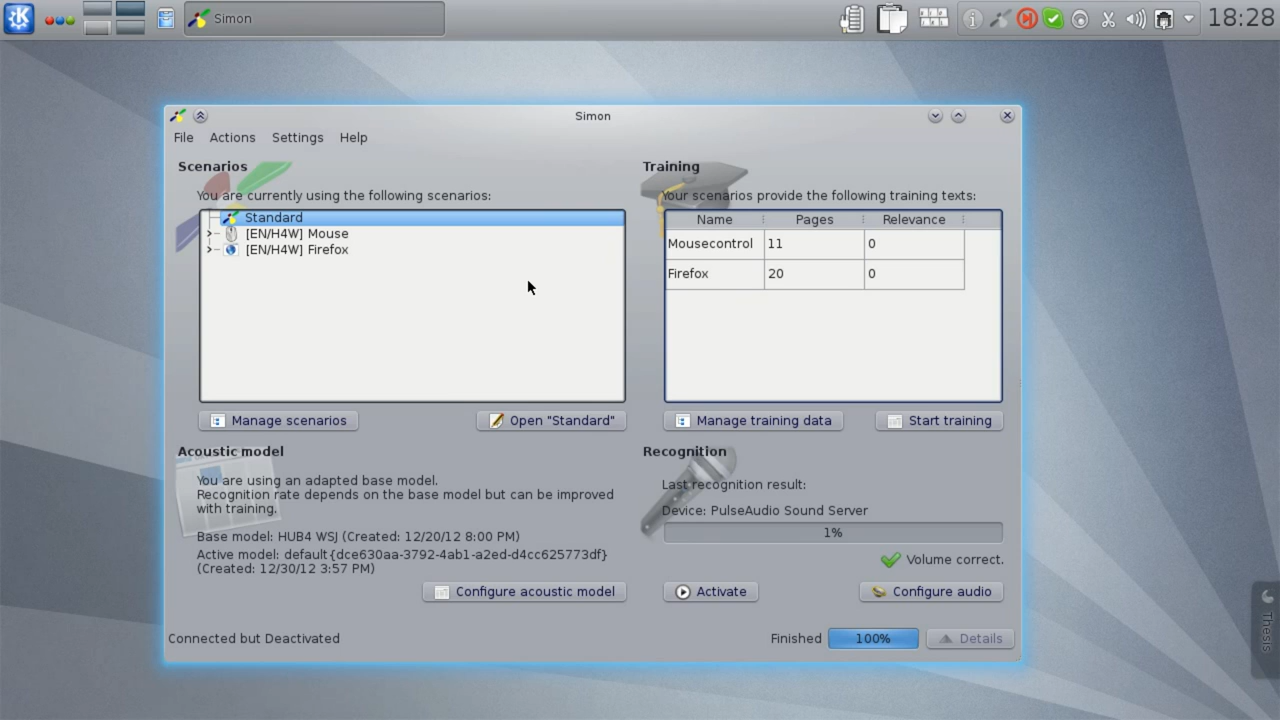 Simon
18:28
Simon
File Actions Settings Help
Scenarios
You are currently using the following scenarios:
Standard
[EN/H4W] Mouse
[EN/H4W] Firefox
Manage scenarios
Open "Standard"
Training
Your scenarios provide the following training texts:
Name Pages Relevance
Mousecontrol 11 0
Firefox 20 0
Manage training data
Start training
Acoustic model
You are using an adapted base model.
Recognition rate depends on the base model but can be improved
with training.
Base model: HUB4 WSJ (Created: 12/20/12 8:00 PM)
Active model: default{dce630aa-3792-4ab1-a2ed-d4cc625773df}
(Created: 12/30/12 3:57 PM)
Configure acoustic model
Recognition
Last recognition result:
Device: PulseAudio Sound Server
1%
Volume correct.
Activate
Configure audio
Connected but Deactivated
Finished 100% Details
Thesis